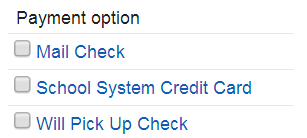 Payment option
Mail Check
School System Credit Card
Will Pick Up Check